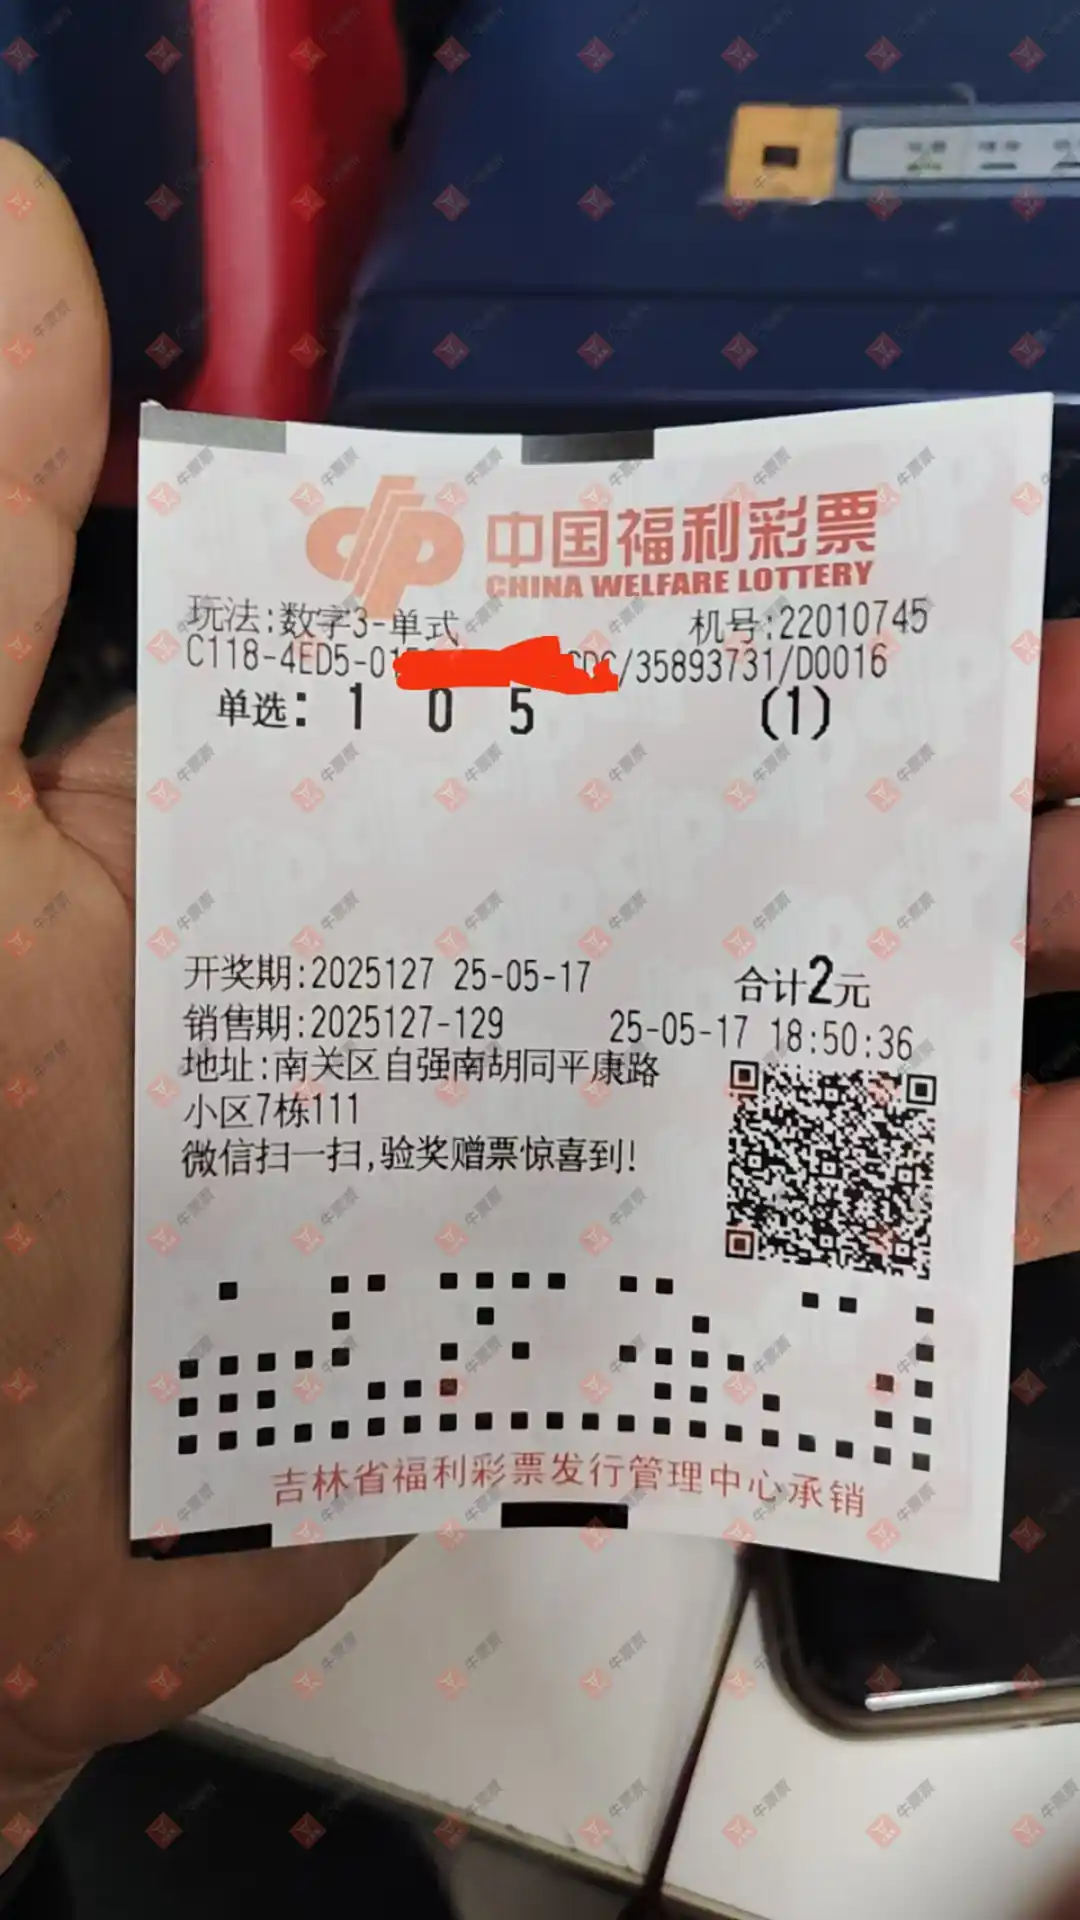 中国福利彩票
CHINA WELFARE LOTTERY
玩法:数字3-单式 机号:22010745
C118-4ED5-01 /35893731/D0016
单选: 1 0 5 (1)
开奖期:2025127 25-05-17 合计2元
销售期:2025127-129 25-05-17 18:50:36
地址:南关区自强南胡同平康路
小区7栋111
微信扫一扫,验奖赠票惊喜到!
吉林省福利彩票发行管理中心承销
牛票票